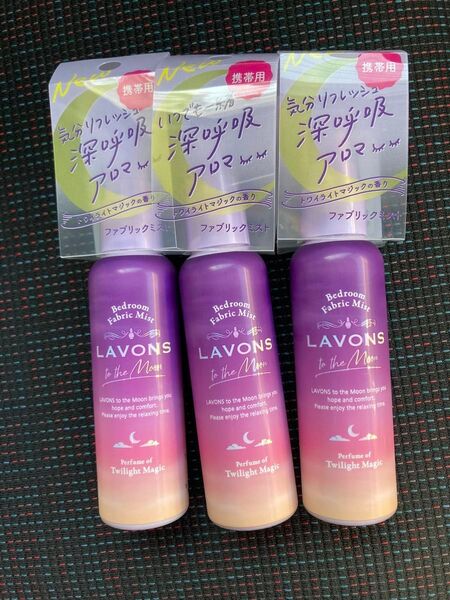 New
携帯用
気分リフレッシュ
深呼吸
アロマ
トワイライトマジックの香り
ファブリックミスト
Bedroom
Fabric Mist
LAVONS
to the Moon
LAVONS to the Moon brings you
hope and comfort.
Please enjoy the relaxing time.
Perfume of
Twilight Magic
New
携帯用
いつでも
深呼吸
アロマ
トワイライトマジックの香り
ファブリックミスト
Bedroom
Fabric Mist
LAVONS
to the Moon
LAVONS to the Moon brings you
hope and comfort.
Please enjoy the relaxing time.
Perfume of
Twilight Magic
New
携帯用
気分リフレッシュ
深呼吸
アロマ
トワイライトマジックの香り
ファブリックミスト
Bedroom
Fabric Mist
LAVONS
to the Moon
LAVONS to the Moon brings you
hope and comfort.
Please enjoy the relaxing time.
Perfume of
Twilight Magic